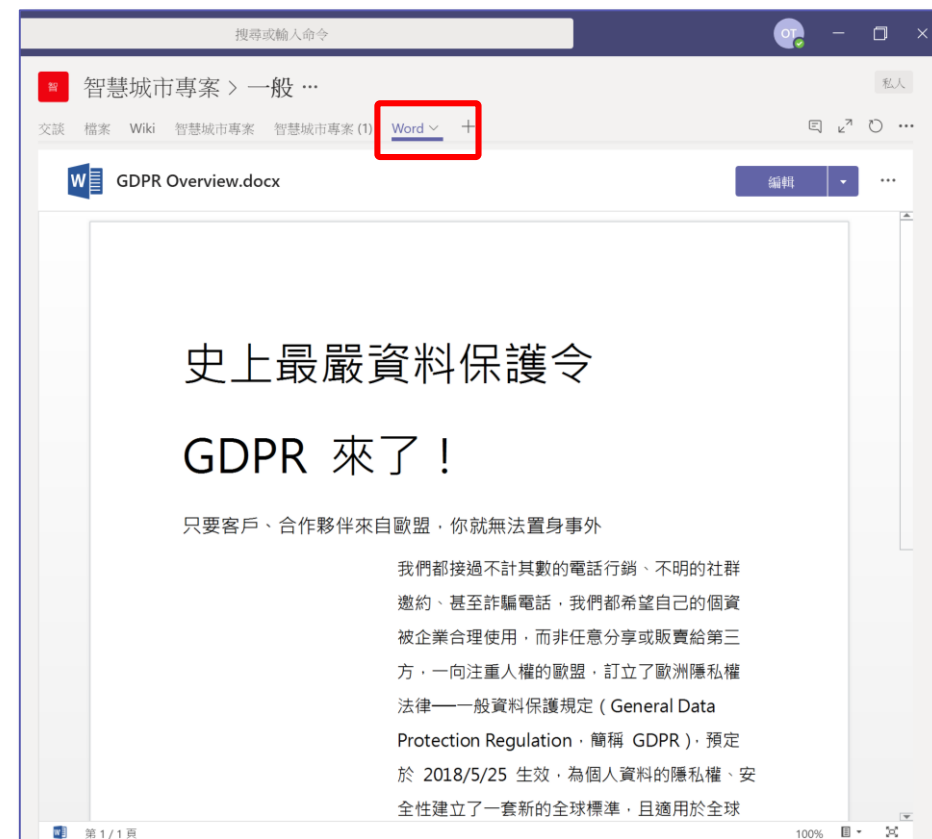 搜尋或輸入命令
OT
智
智慧城市專案 > 一般 ···
私人
交談 檔案 Wiki 智慧城市專案 智慧城市專案 (1) Word
GDPR Overview.docx
編輯
史上最嚴資料保護令
GDPR 來了！
只要客戶、合作夥伴來自歐盟，你就無法置身事外
我們都接過不計其數的電話行銷、不明的社群
邀約、甚至詐騙電話，我們都希望自己的個資
被企業合理使用，而非任意分享或販賣給第三
方，一向注重人權的歐盟，訂立了歐洲隱私權
法律──一般資料保護規定 ( General Data
Protection Regulation，簡稱 GDPR )，預定
於 2018/5/25 生效，為個人資料的隱私權、安
全性建立了一套新的全球標準，且適用於全球
第 1 / 1 頁
100%